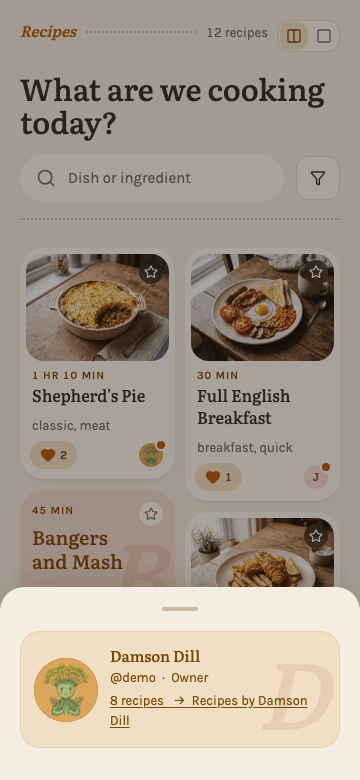 Recipes 12 recipes
What are we cooking
today?
Dish or ingredient
1 HR 10 MIN
Shepherd's Pie
classic, meat
2
30 MIN
Full English
Breakfast
breakfast, quick
1 J
45 MIN
Bangers
and Mash
B
Damson Dill
@demo · Owner
8 recipes → Recipes by Damson
Dill
D